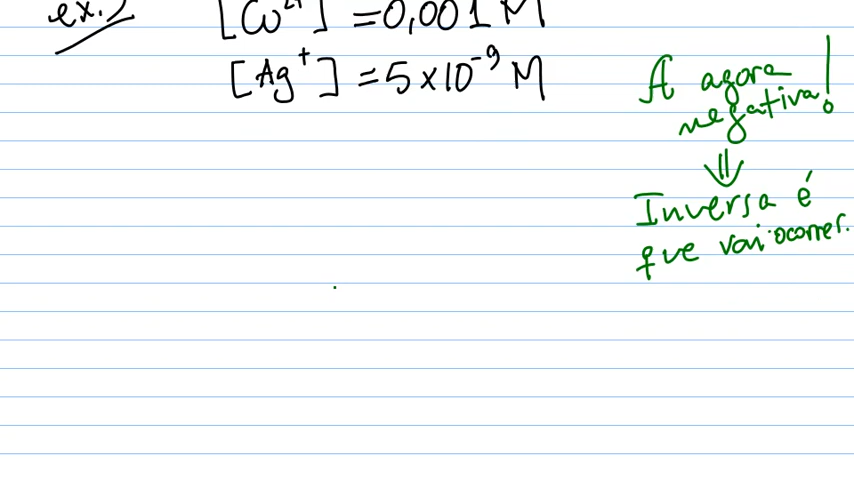 ex.)
[Cu²⁺] = 0,001 M
[Ag⁺] = 5 x 10⁻⁹ M
A agora
negativa!
⇓
Inversa é
que vai ocorrer.